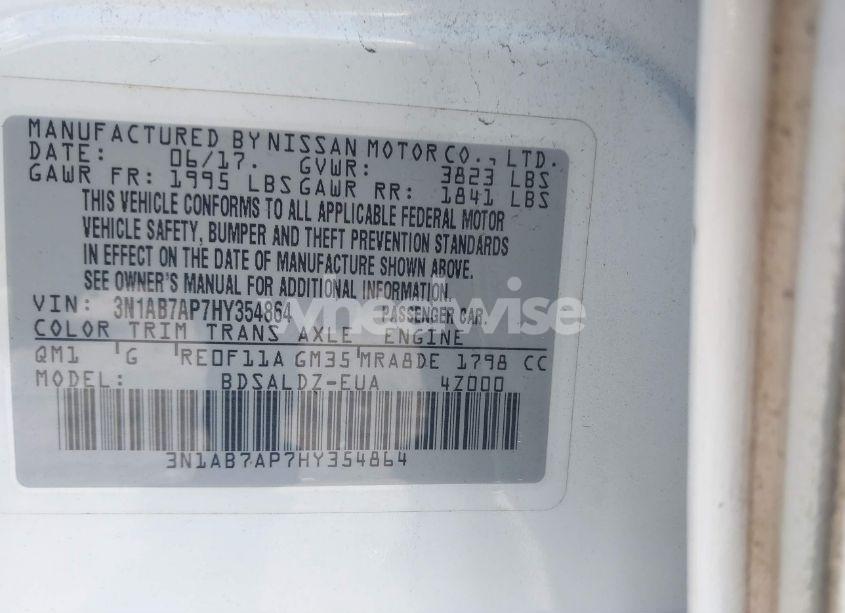 MANUFACTURED BY NISSAN MOTOR CO., LTD.
DATE: 06/17. GVWR: 3823 LBS
GAWR FR: 1995 LBS GAWR RR: 1841 LBS
THIS VEHICLE CONFORMS TO ALL APPLICABLE FEDERAL MOTOR
VEHICLE SAFETY, BUMPER AND THEFT PREVENTION STANDARDS
IN EFFECT ON THE DATE OF MANUFACTURE SHOWN ABOVE.
SEE OWNER'S MANUAL FOR ADDITIONAL INFORMATION.
VIN: 3N1AB7AP7HY354864 PASSENGER CAR.
COLOR TRIM TRANS AXLE ENGINE
QM1 G RE0F11A GM35 MRA8DE 1798 CC
MODEL: BDSALDZ-EUA 4Z000
3N1AB7AP7HY354864
wheelwise